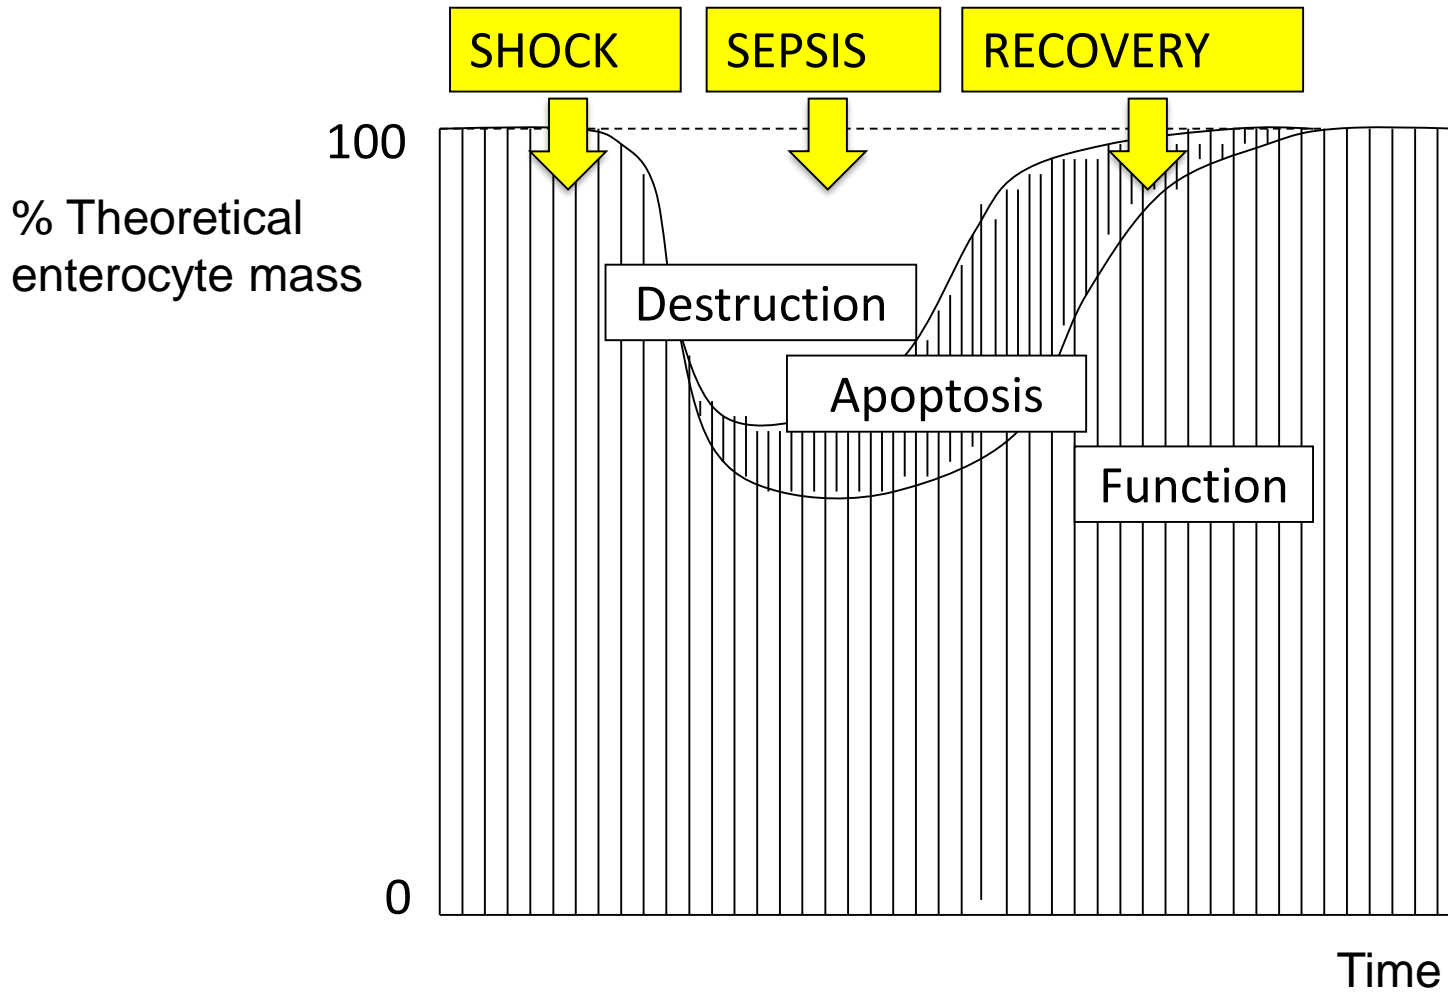 SHOCK
SEPSIS
RECOVERY
100
% Theoretical
enterocyte mass
Destruction
Apoptosis
Function
0
Time